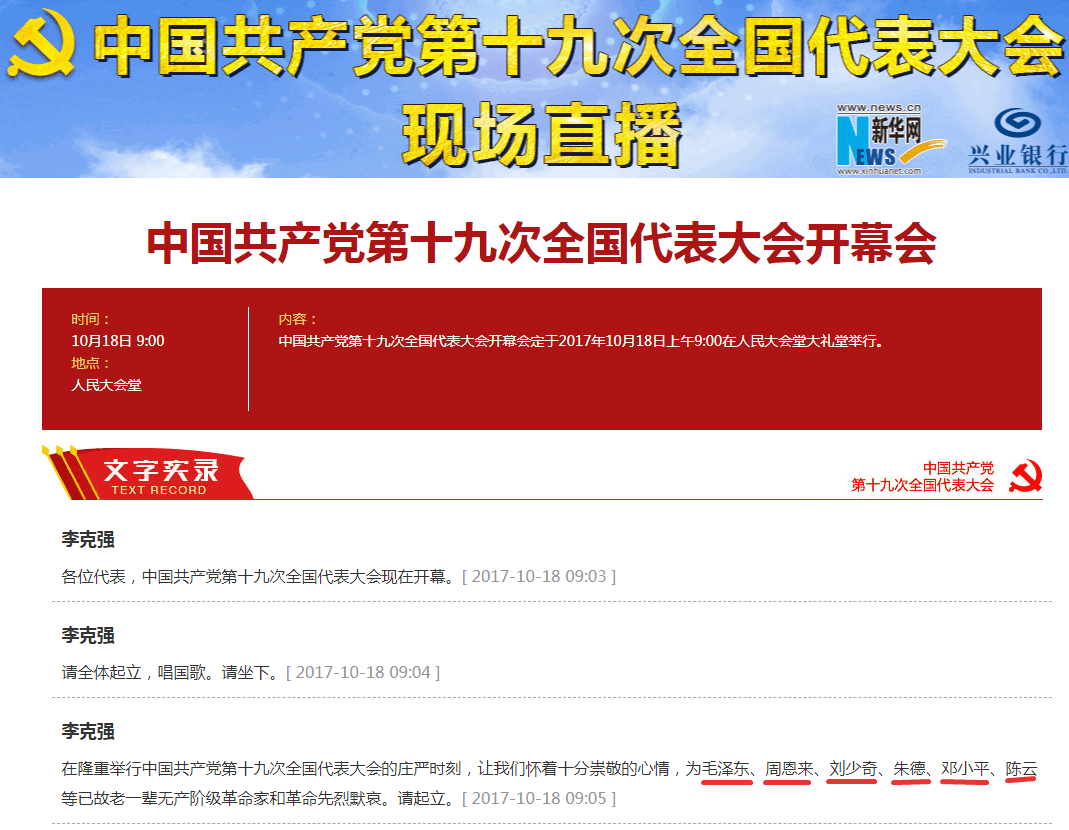 中国共产党第十九次全国代表大会
现场直播
www.news.cn
新华网
NEWS
www.xinhuanet.com
兴业银行
INDUSTRIAL BANK CO.,LTD.
中国共产党第十九次全国代表大会开幕会
时间：
10月18日 9:00
地点：
人民大会堂
内容：
中国共产党第十九次全国代表大会开幕会定于2017年10月18日上午9:00在人民大会堂大礼堂举行。
文字实录
TEXT RECORD
中国共产党
第十九次全国代表大会
李克强
各位代表，中国共产党第十九次全国代表大会现在开幕。[ 2017-10-18 09:03 ]
李克强
请全体起立，唱国歌。请坐下。[ 2017-10-18 09:04 ]
李克强
在隆重举行中国共产党第十九次全国代表大会的庄严时刻，让我们怀着十分崇敬的心情，为毛泽东、周恩来、刘少奇、朱德、邓小平、陈云
等已故老一辈无产阶级革命家和革命先烈默哀。请起立。[ 2017-10-18 09:05 ]